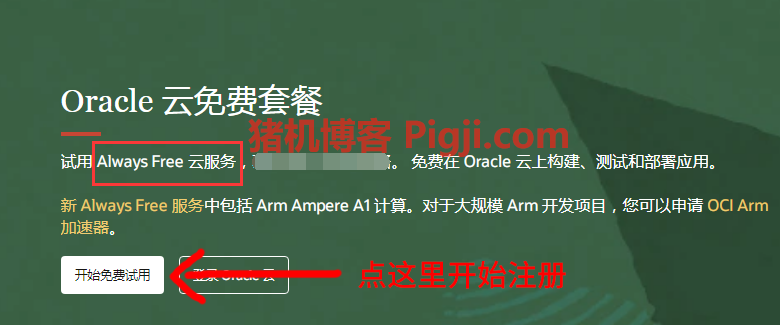 Oracle 云免费套餐
猪机博客 Pigji.com
试用 Always Free 云服务，。免费在 Oracle 云上构建、测试和部署应用。
新 Always Free 服务中包括 Arm Ampere A1 计算。对于大规模 Arm 开发项目，您可以申请 OCI Arm
加速器。
开始免费试用 登录 Oracle 云 点这里开始注册